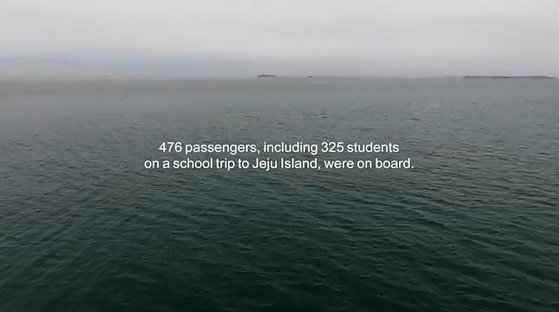 476 passengers, including 325 students
on a school trip to Jeju Island, were on board.